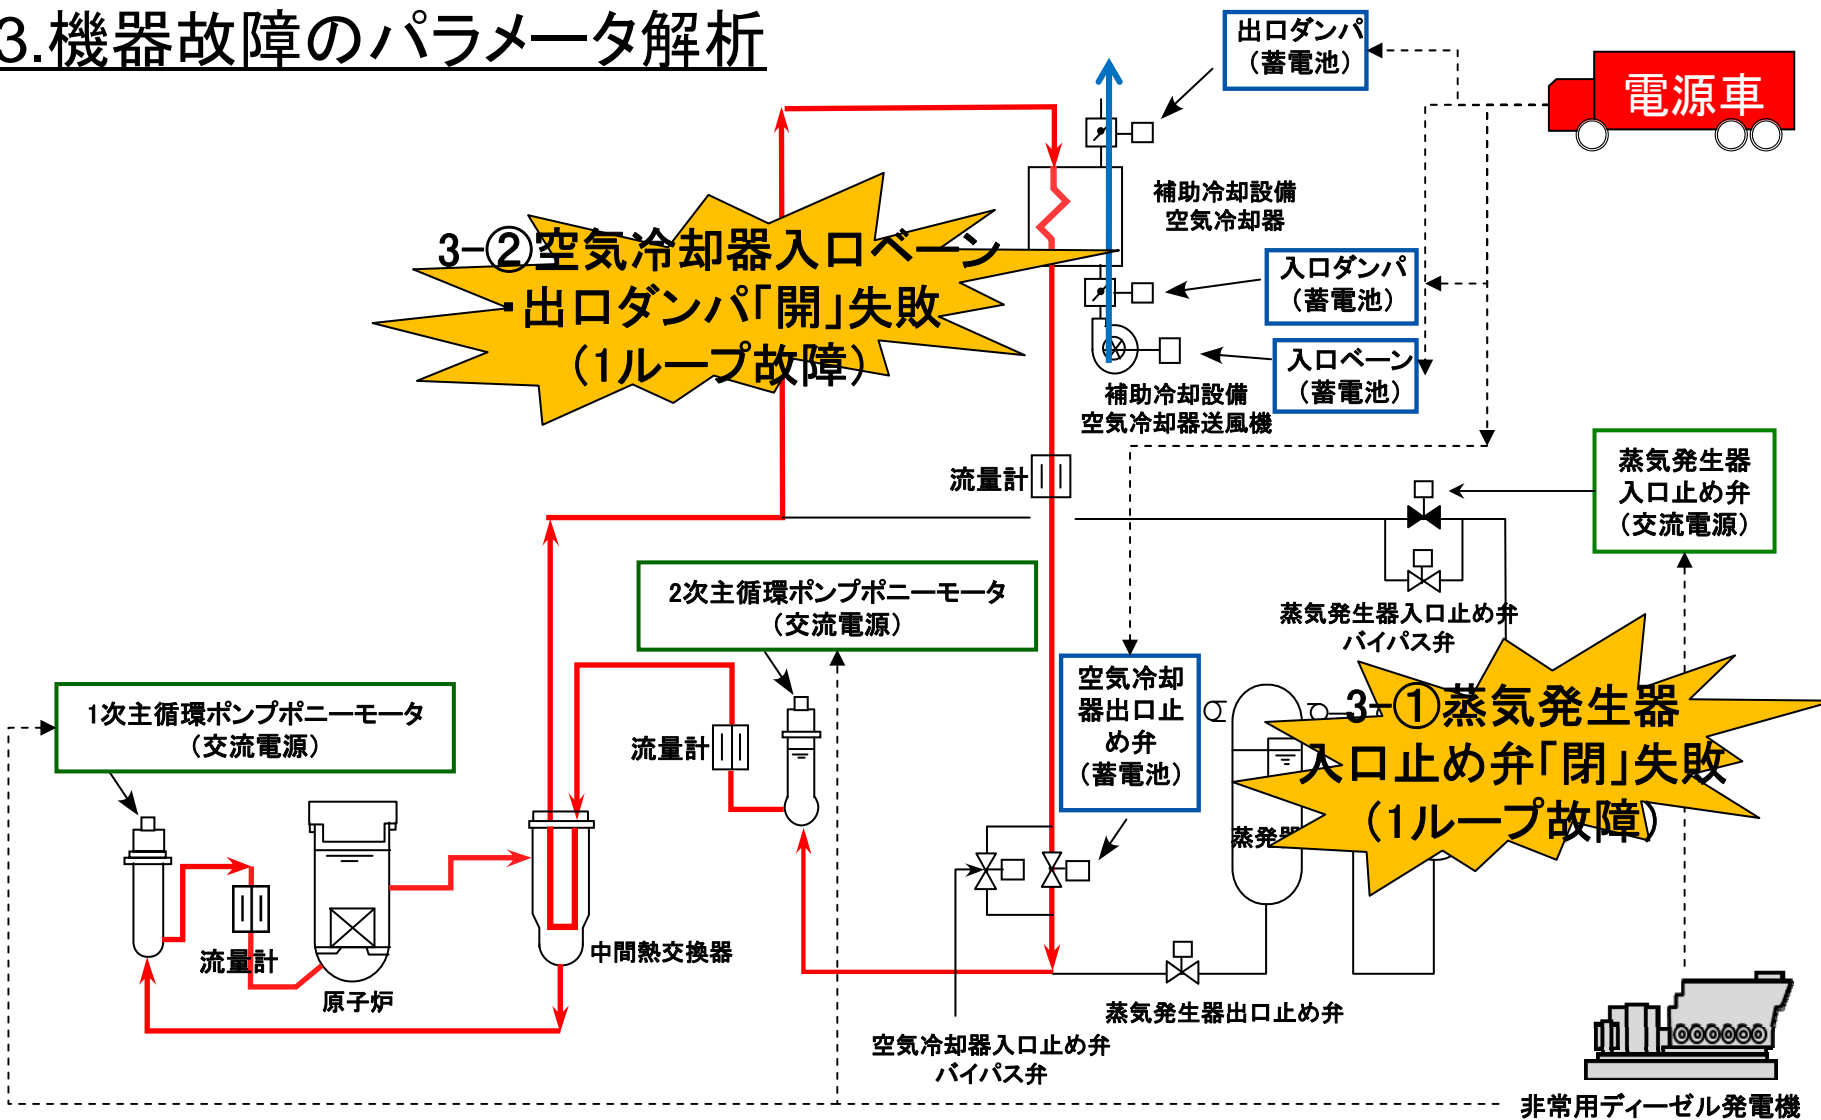 3.機器故障のパラメータ解析
出口ダンパ
（蓄電池）
電源車
補助冷却設備
空気冷却器
3-②空気冷却器入口ベーン
・出口ダンパ「開」失敗
（1ループ故障）
入口ダンパ
（蓄電池）
入口ベーン
（蓄電池）
補助冷却設備
空気冷却器送風機
流量計
蒸気発生器
入口止め弁
（交流電源）
2次主循環ポンプポニーモータ
（交流電源）
蒸気発生器入口止め弁
バイパス弁
1次主循環ポンプポニーモータ
（交流電源）
流量計
空気冷却
器出口止
め弁
（蓄電池）
3-①蒸気発生器
入口止め弁「閉」失敗
（1ループ故障）
蒸発器
流量計
原子炉
中間熱交換器
蒸気発生器出口止め弁
空気冷却器入口止め弁
バイパス弁
非常用ディーゼル発電機